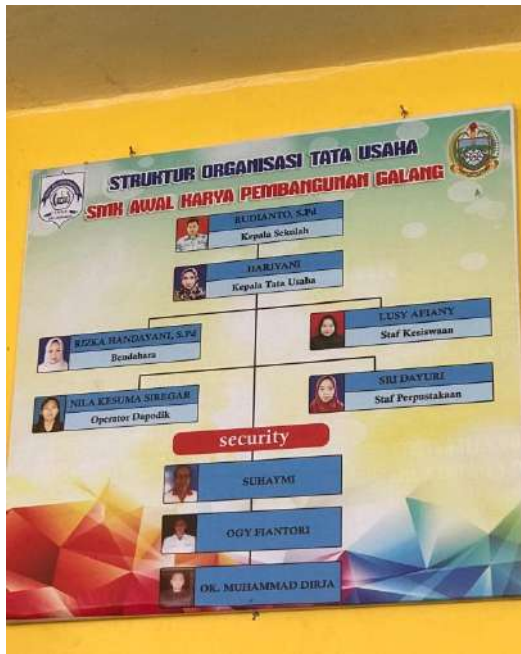 STRUKTUR ORGANISASI TATA USAHA
SMK AWAL KARYA PEMBANGUNAN GALANG
RUDIANTO, S.Pd
Kepala Sekolah
HARIYANI
Kepala Tata Usaha
RIZKA HANDAYANI, S.Pd
Bendahara
LUSY AFIANY
Staf Kesiswaan
NILA KESUMA SIREGAR
Operator Dapodik
SRI DAYURI
Staf Perpustakaan
security
SUHAYMI
OGY FIANTORI
OK. MUHAMMAD DIRJA